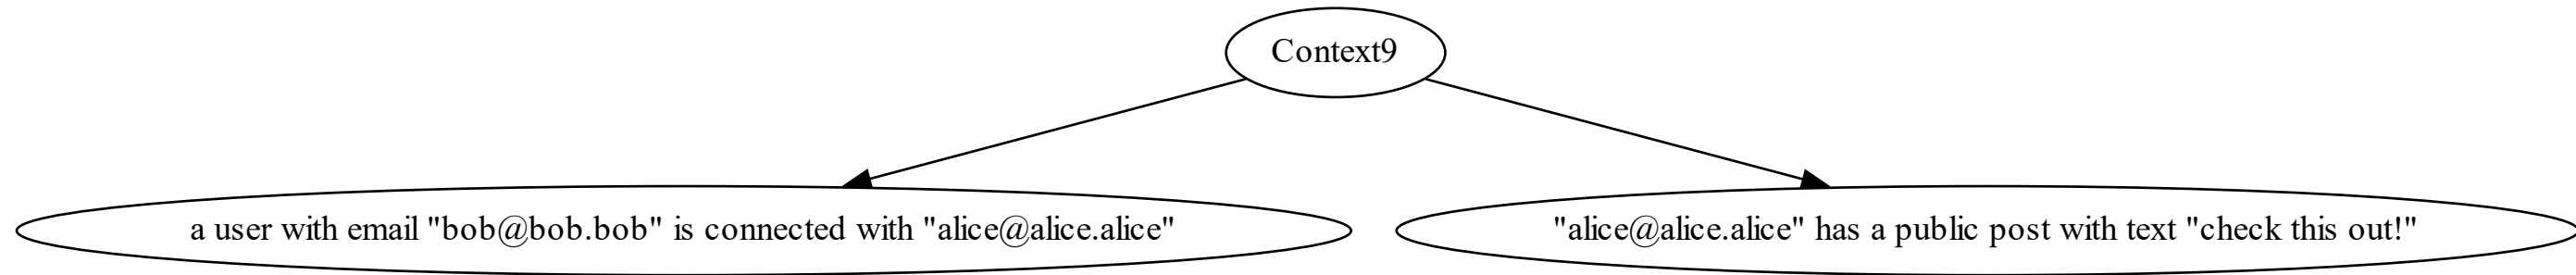 Context9
a user with email "bob@bob.bob" is connected with "alice@alice.alice"
"alice@alice.alice" has a public post with text "check this out!"